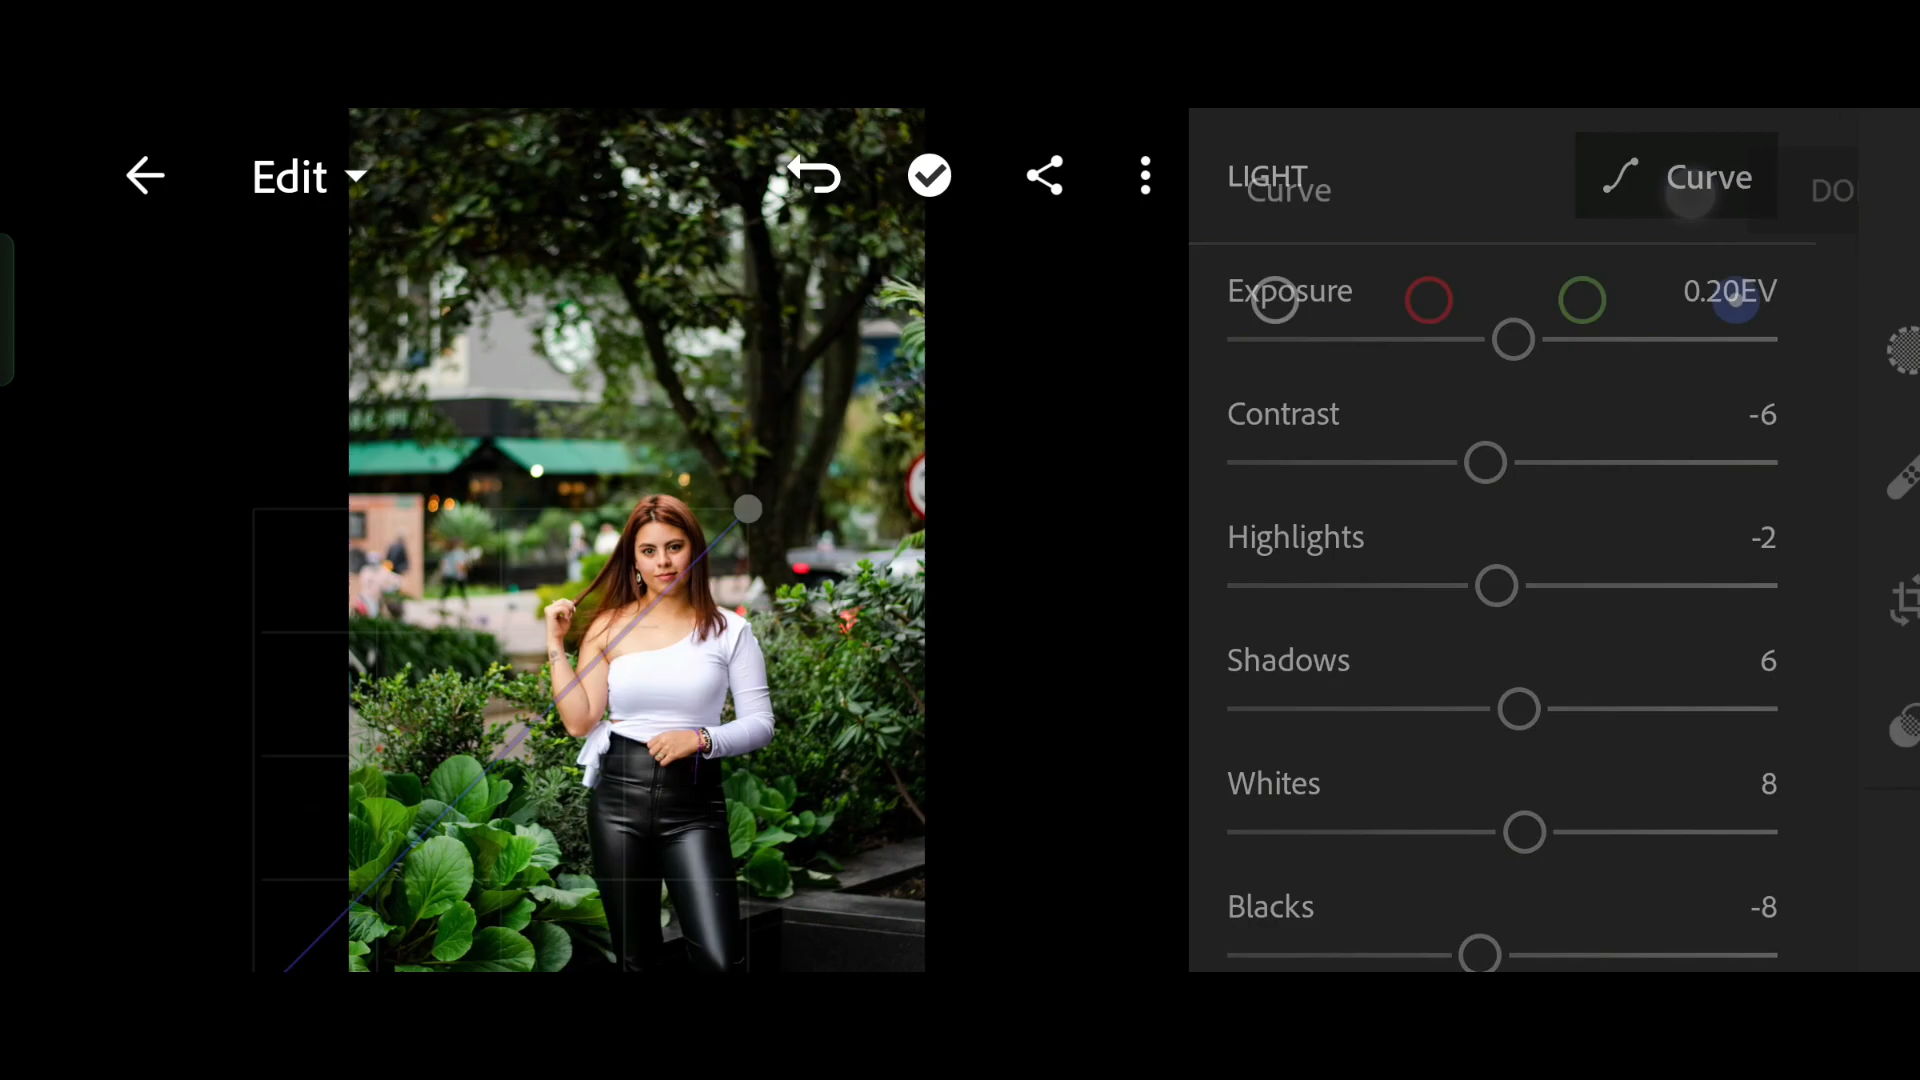 Edit
LIGHT
Curve
Curve
DO
Exposure
0.20EV
Contrast
-6
Highlights
-2
Shadows
6
Whites
8
Blacks
-8